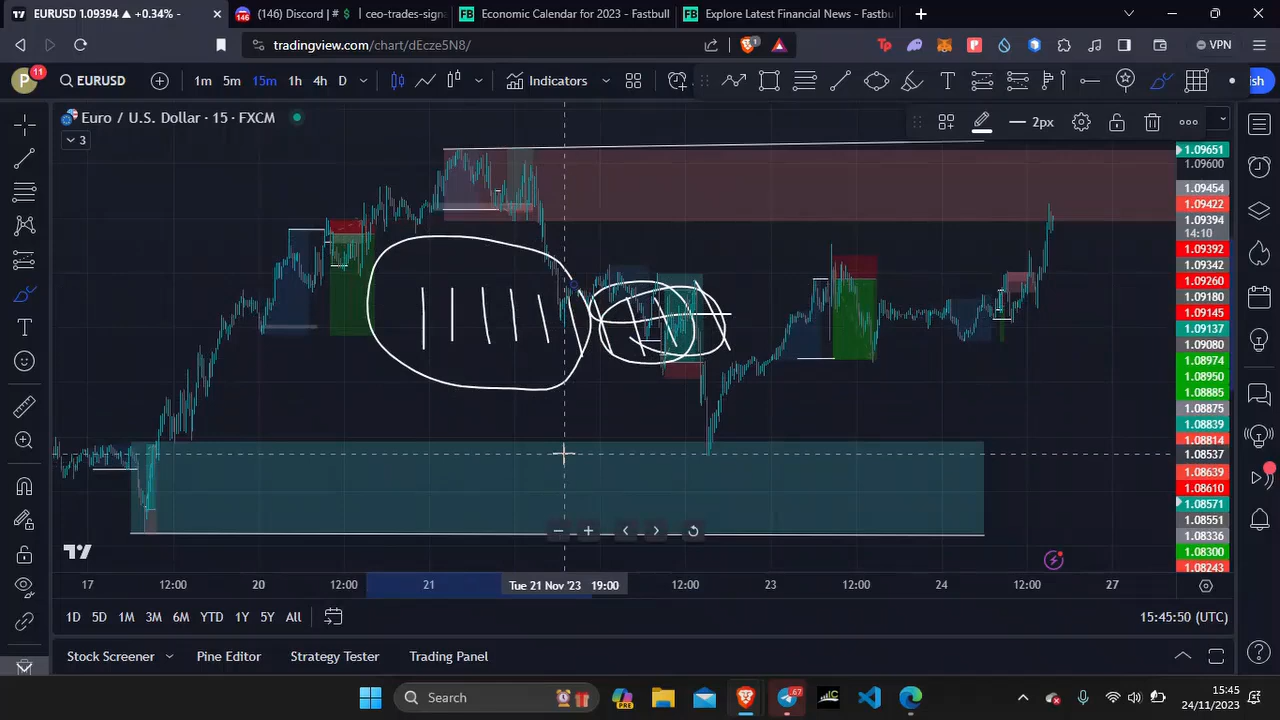 EURUSD 1.09394 ▲ +0.34% -
(146) Discord | # 💲 | ceo-trades-sign
Economic Calendar for 2023 - Fastbull
Explore Latest Financial News - Fastbu
tradingview.com/chart/dEcze5N8/
1
VPN
P 11 EURUSD 1m 5m 15m 1h 4h D Indicators
ish
Euro / U.S. Dollar · 15 · FXCM
3
2px
1.09651
1.09600
1.09454
1.09422
1.09394
14:10
1.09392
1.09342
1.09260
1.09180
1.09145
1.09137
1.09080
1.08974
1.08950
1.08885
1.08875
1.08839
1.08814
1.08537
1.08639
1.08610
1.08571
1.08551
1.08336
1.08300
1.08243
17 12:00 20 12:00 21 Tue 21 Nov '23 19:00 12:00 23 12:00 24 12:00 27
1D 5D 1M 3M 6M YTD 1Y 5Y All
15:45:50 (UTC)
Stock Screener Pine Editor Strategy Tester Trading Panel
Search
PRE
67
IC
15:45
24/11/2023